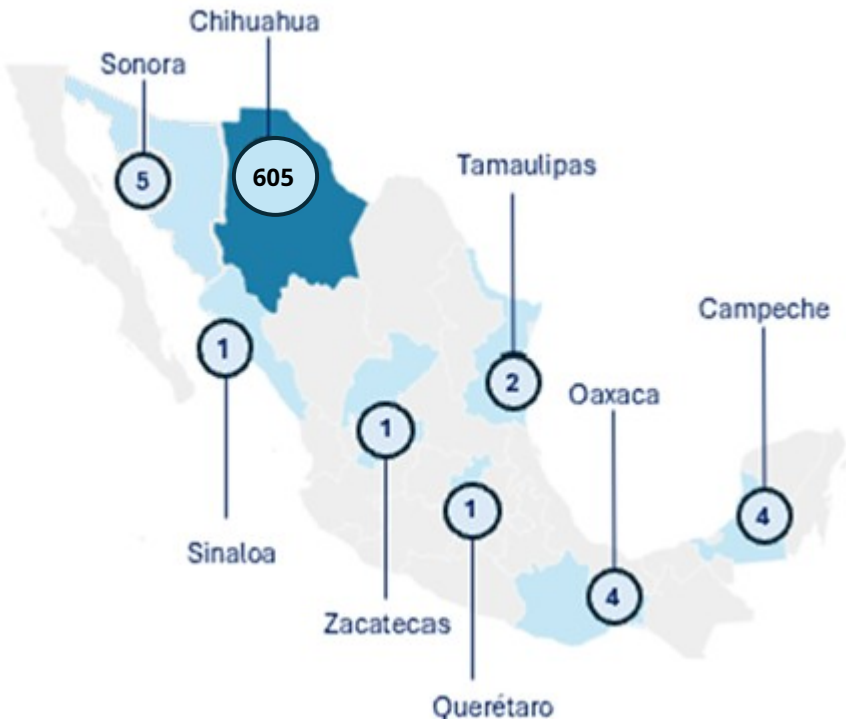 Chihuahua
Sonora
605
5
Tamaulipas
Campeche
1
2
Oaxaca
1
1
4
Sinaloa
4
Zacatecas
Querétaro